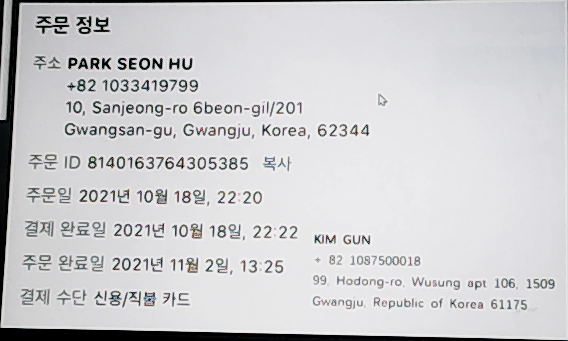 주문 정보
주소 PARK SEON HU
+82 1033419799
10, Sanjeong-ro 6beon-gil/201
Gwangsan-gu, Gwangju, Korea, 62344
주문 ID 8140163764305385 복사
주문일 2021년 10월 18일, 22:20
결제 완료일 2021년 10월 18일, 22:22
주문 완료일 2021년 11월 2일, 13:25
결제 수단 신용/직불 카드
KIM GUN
+ 82 1087500018
99, Hodong-ro, Wusung apt 106, 1509
Gwangju, Republic of Korea 61175